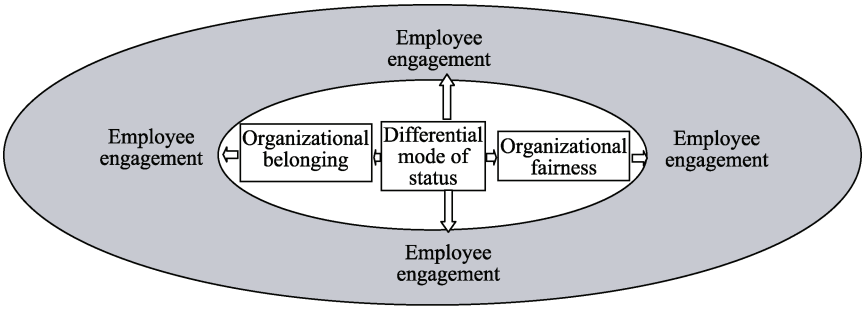 Employee
engagement
Employee
engagement
Organizational
belonging
Differential
mode of
status
Organizational
fairness
Employee
engagement
Employee
engagement